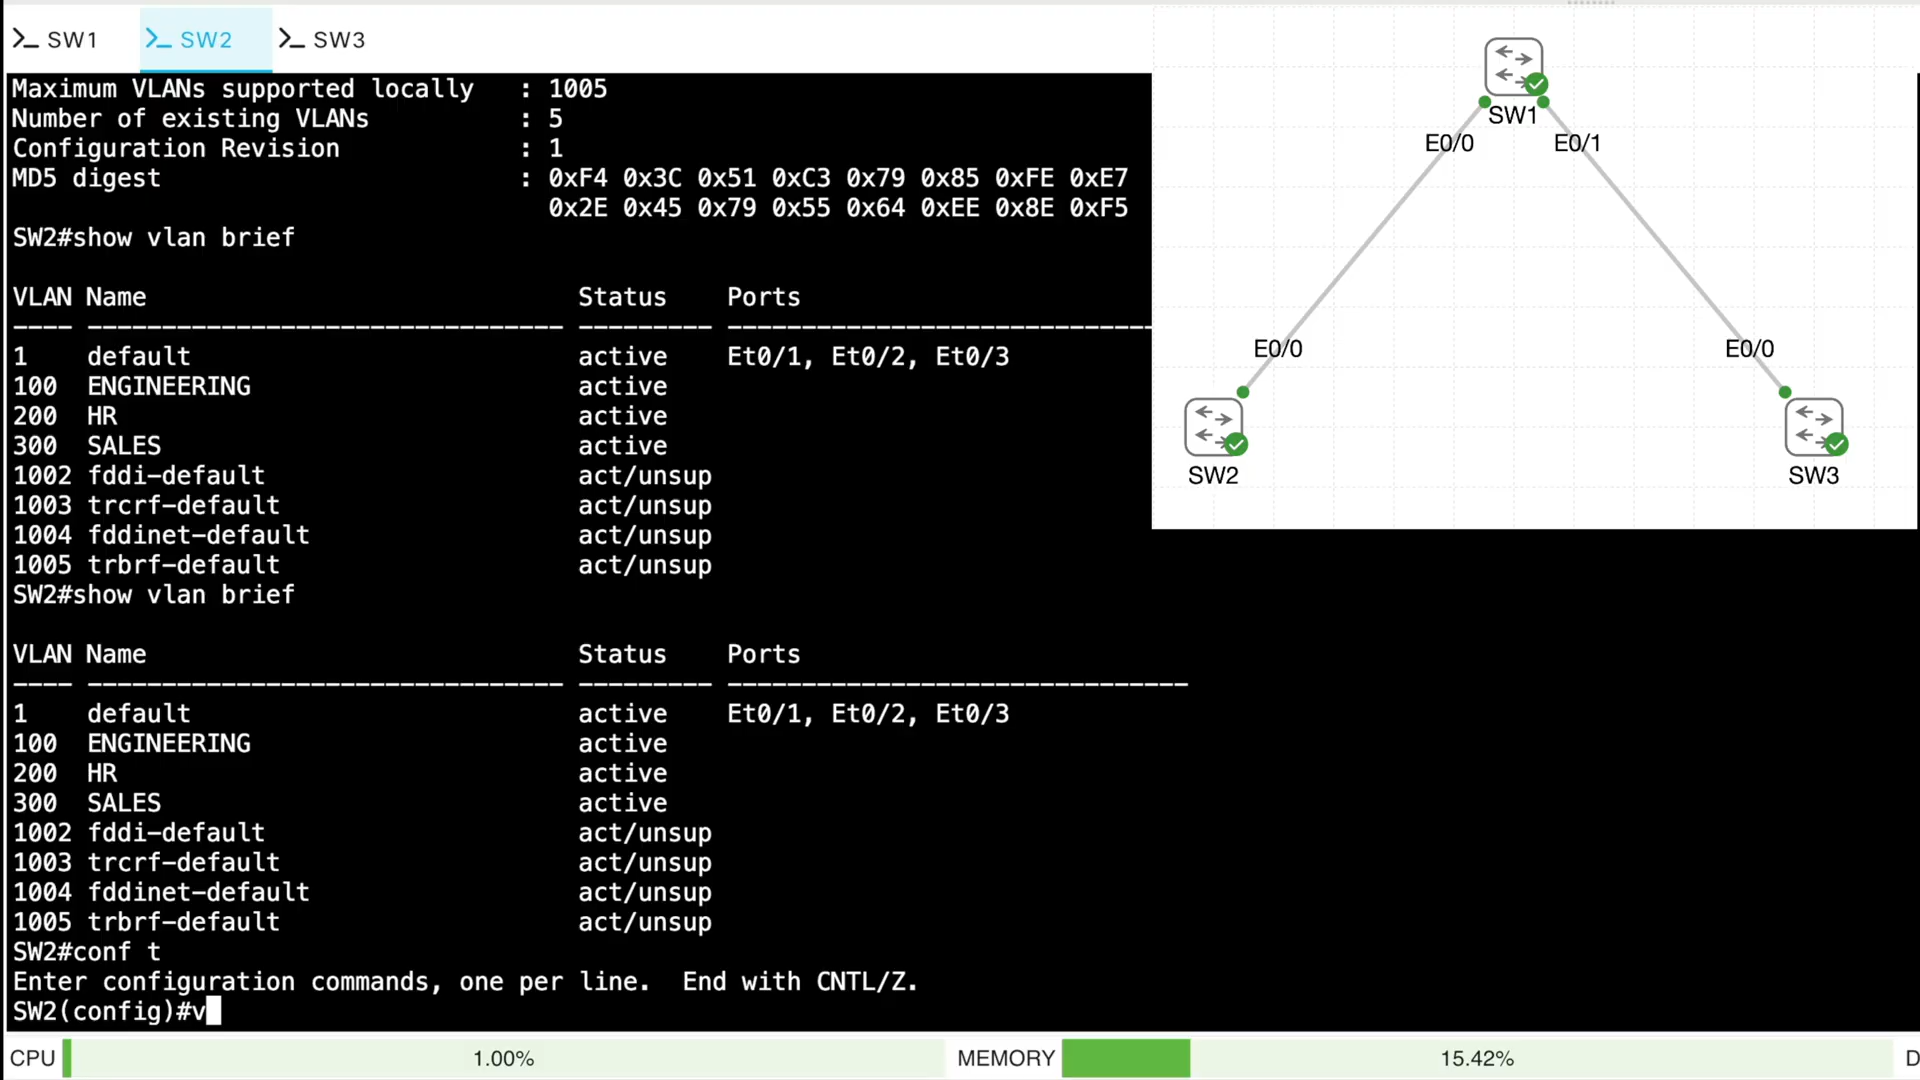 SW1 SW2 SW3
Maximum VLANs supported locally : 1005
Number of existing VLANs : 5
Configuration Revision : 1
MD5 digest : 0xF4 0x3C 0x51 0xC3 0x79 0x85 0xFE 0xE7
0x2E 0x45 0x79 0x55 0x64 0xEE 0x8E 0xF5
SW2#show vlan brief
VLAN Name Status Ports
---- -------------------------------- --------- -----------------------------
1 default active Et0/1, Et0/2, Et0/3
100 ENGINEERING active
200 HR active
300 SALES active
1002 fddi-default act/unsup
1003 trcrf-default act/unsup
1004 fddinet-default act/unsup
1005 trbrf-default act/unsup
SW2#show vlan brief
VLAN Name Status Ports
---- -------------------------------- --------- -------------------------------
1 default active Et0/1, Et0/2, Et0/3
100 ENGINEERING active
200 HR active
300 SALES active
1002 fddi-default act/unsup
1003 trcrf-default act/unsup
1004 fddinet-default act/unsup
1005 trbrf-default act/unsup
SW2#conf t
Enter configuration commands, one per line. End with CNTL/Z.
SW2(config)#v
SW1
E0/0 E0/1
E0/0 E0/0
SW2 SW3
CPU 1.00% MEMORY 15.42% D